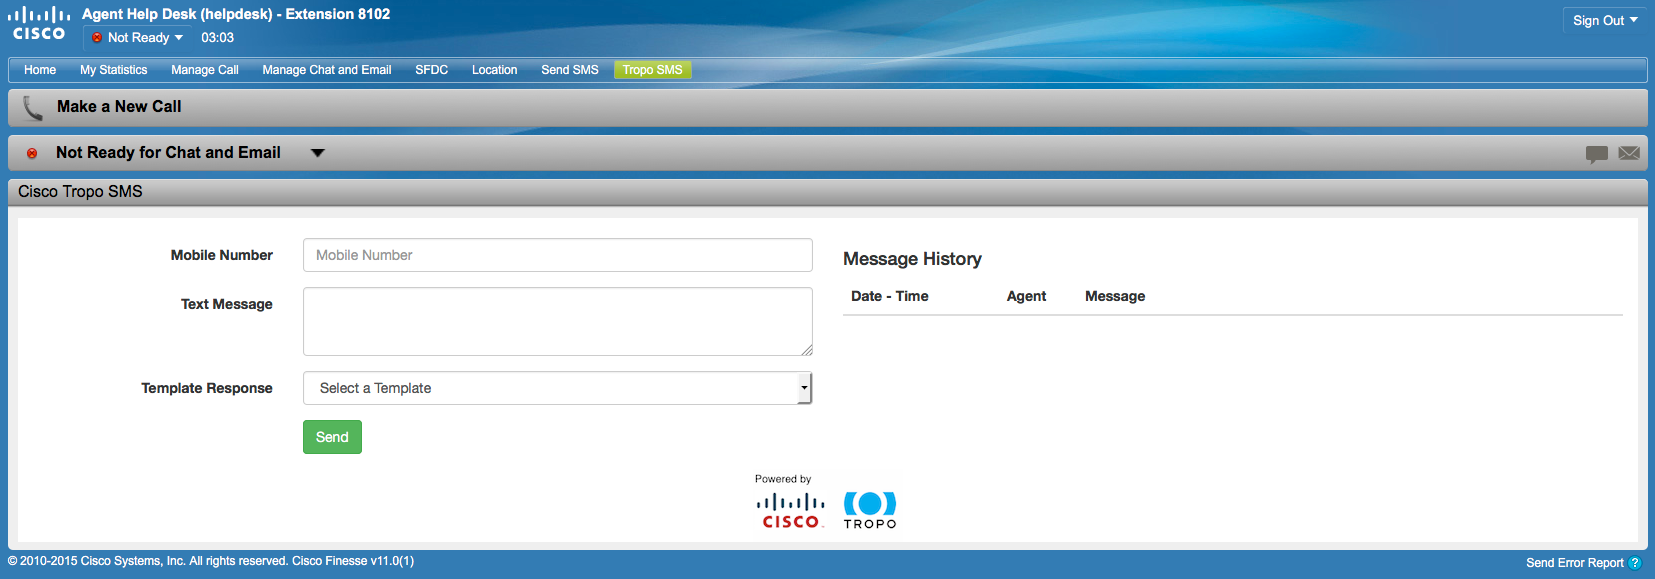 CISCO
Agent Help Desk (helpdesk) - Extension 8102
Not Ready 03:03
Sign Out
Home My Statistics Manage Call Manage Chat and Email SFDC Location Send SMS Tropo SMS
Make a New Call
Not Ready for Chat and Email
Cisco Tropo SMS
Mobile Number Mobile Number
Text Message
Template Response Select a Template
Send
Message History
Date - Time Agent Message
Powered by
CISCO TROPO
© 2010-2015 Cisco Systems, Inc. All rights reserved. Cisco Finesse v11.0(1)
Send Error Report ?